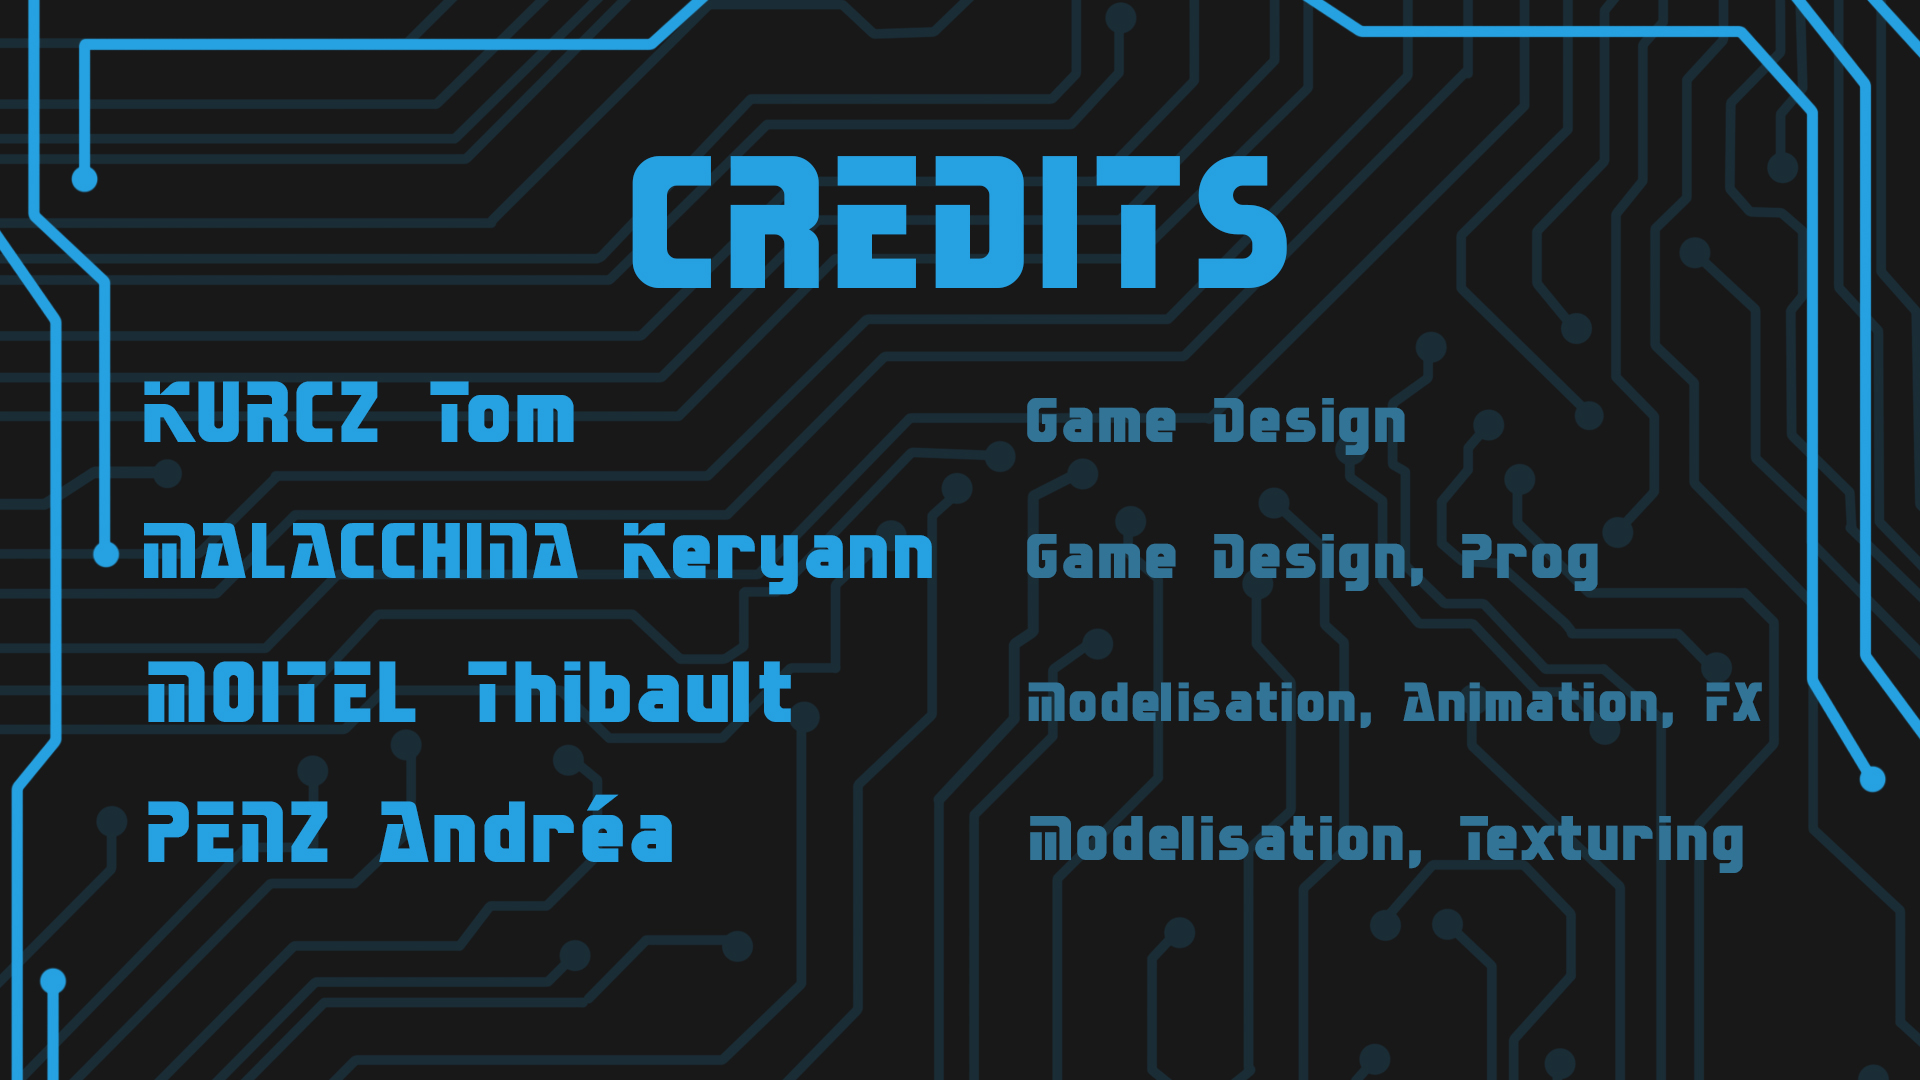 CREDITS
KURCZ Tom Game Design
MALACCHINA Keryann Game Design, Prog
MOITEL Thibault Modelisation, Animation, FX
PENZ Andréa Modelisation, Texturing